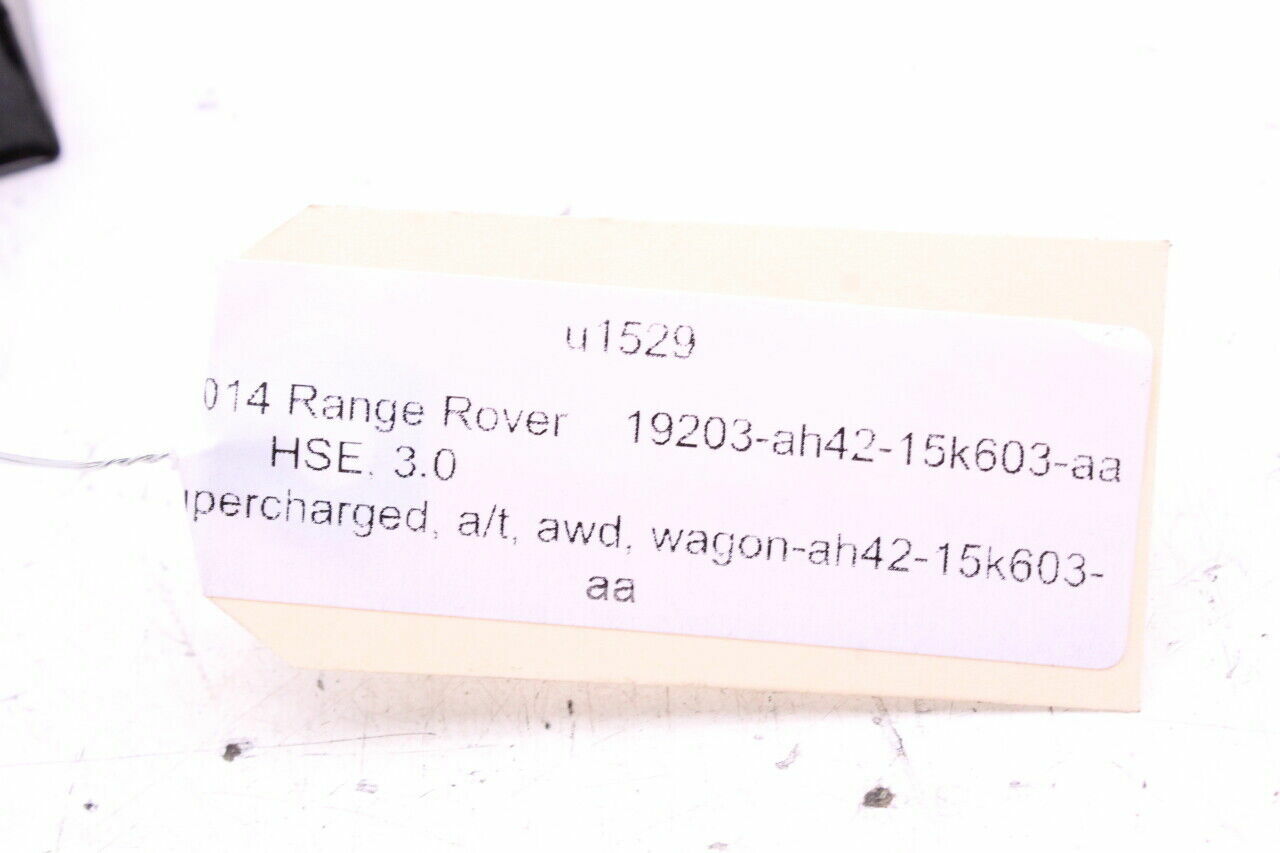 u1529
014 Range Rover 19203-ah42-15k603-aa
HSE, 3.0
upercharged, a/t, awd, wagon-ah42-15k603-
aa